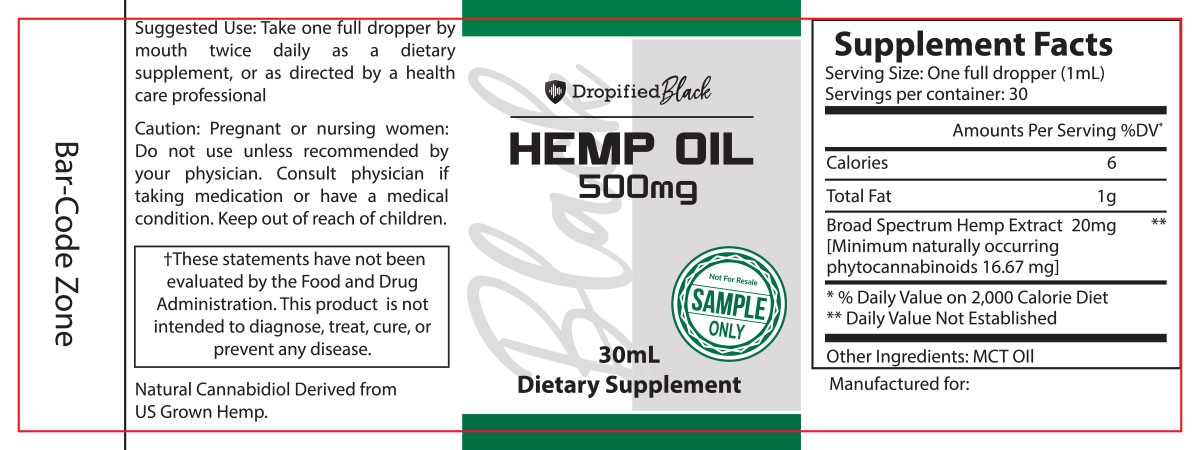 Bar-Code Zone
Suggested Use: Take one full dropper by
mouth twice daily as a dietary
supplement, or as directed by a health
care professional
Caution: Pregnant or nursing women:
Do not use unless recommended by
your physician. Consult physician if
taking medication or have a medical
condition. Keep out of reach of children.
†These statements have not been
evaluated by the Food and Drug
Administration. This product is not
intended to diagnose, treat, cure, or
prevent any disease.
Natural Cannabidiol Derived from
US Grown Hemp.
Black
Dropified Black
HEMP OIL
500mg
Not For Resale
SAMPLE
ONLY
30mL
Dietary Supplement
Supplement Facts
Serving Size: One full dropper (1mL)
Servings per container: 30
Amounts Per Serving %DV*
Calories 6
Total Fat 1g
Broad Spectrum Hemp Extract 20mg **
[Minimum naturally occurring
phytocannabinoids 16.67 mg]
* % Daily Value on 2,000 Calorie Diet
** Daily Value Not Established
Other Ingredients: MCT OIl
Manufactured for: